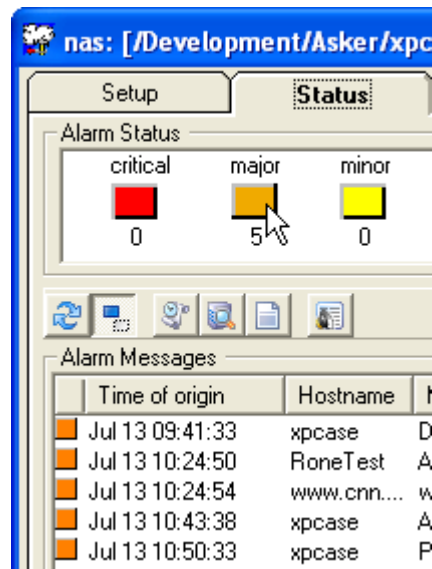 nas: [/Development/Asker/xpc
Setup Status
Alarm Status
critical major minor
0 5 0
Alarm Messages
Time of origin Hostname
Jul 13 09:41:33 xpcase D
Jul 13 10:24:50 RoneTest A
Jul 13 10:24:54 www.cnn.... w
Jul 13 10:43:38 xpcase A
Jul 13 10:50:33 xpcase P